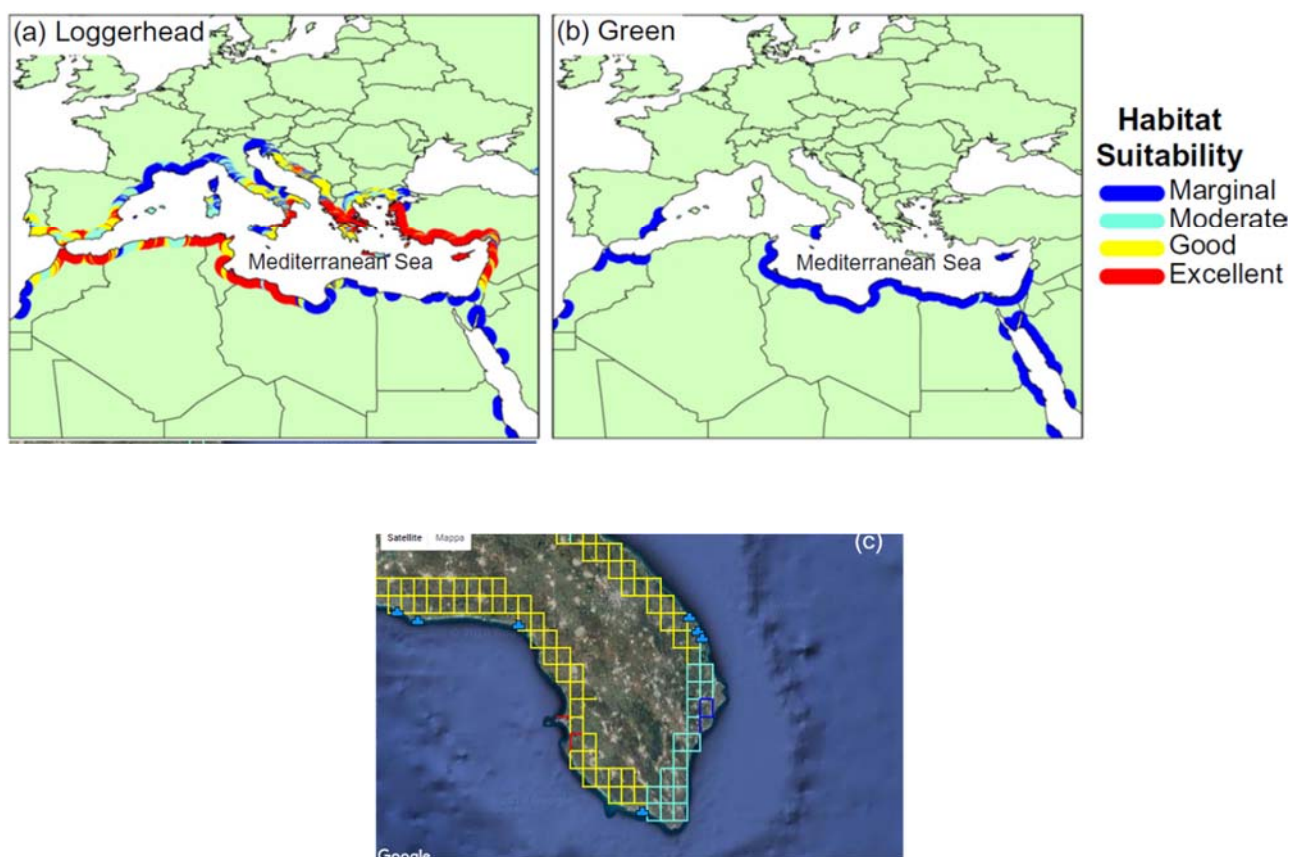 (a) Loggerhead
(b) Green
Mediterranean Sea
Mediterranean Sea
Habitat
Suitability
Marginal
Moderate
Good
Excellent
Satellite Mappa
(c)
Google